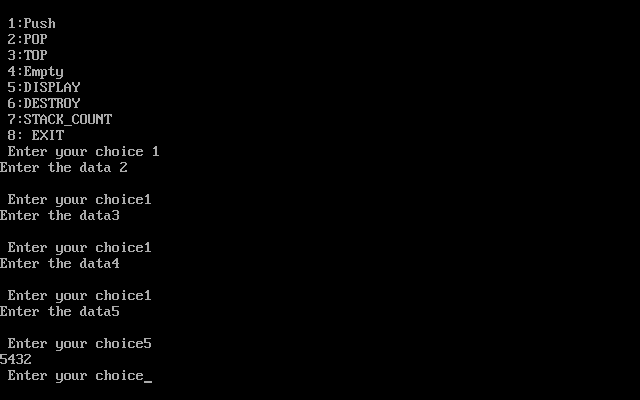 1:Push
2:POP
3:TOP
4:Empty
5:DISPLAY
6:DESTROY
7:STACK_COUNT
8: EXIT
Enter your choice 1
Enter the data 2
Enter your choice1
Enter the data3
Enter your choice1
Enter the data4
Enter your choice1
Enter the data5
Enter your choice5
5432
Enter your choice_